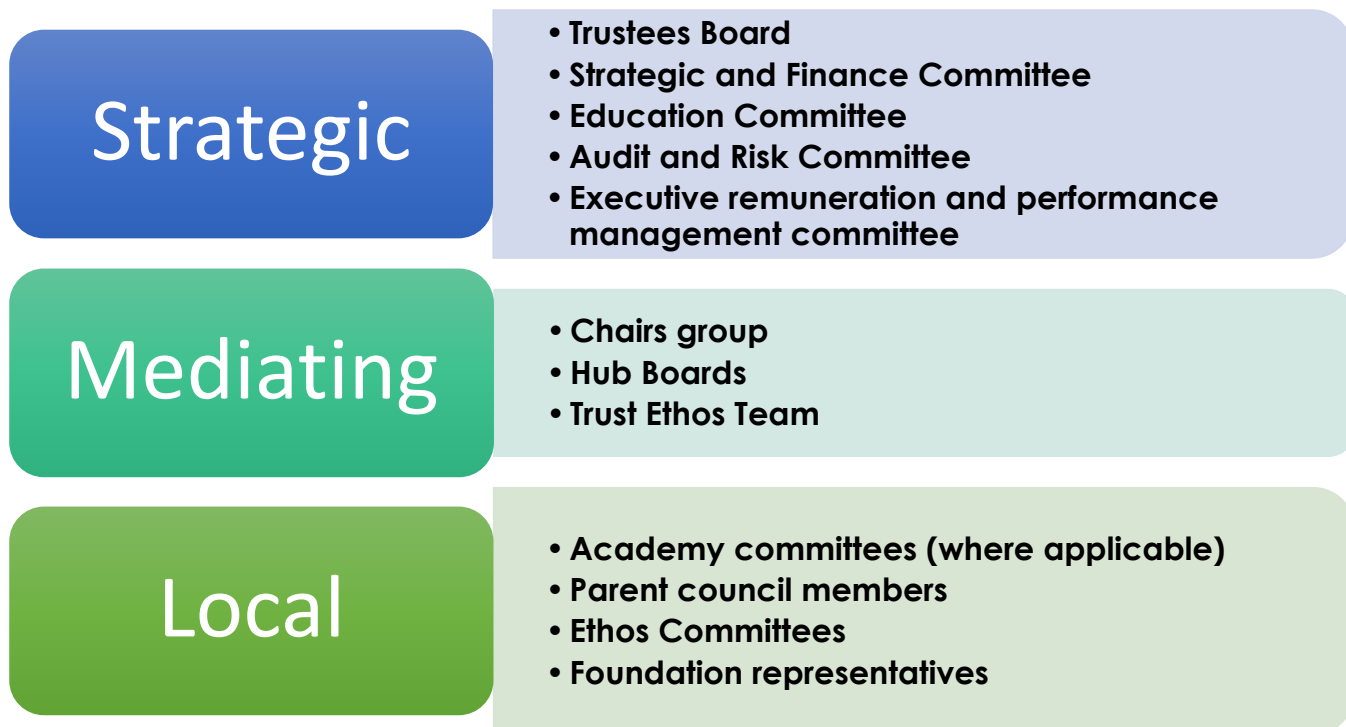 Strategic
• Trustees Board
• Strategic and Finance Committee
• Education Committee
• Audit and Risk Committee
• Executive remuneration and performance
management committee
Mediating
• Chairs group
• Hub Boards
• Trust Ethos Team
Local
• Academy committees (where applicable)
• Parent council members
• Ethos Committees
• Foundation representatives